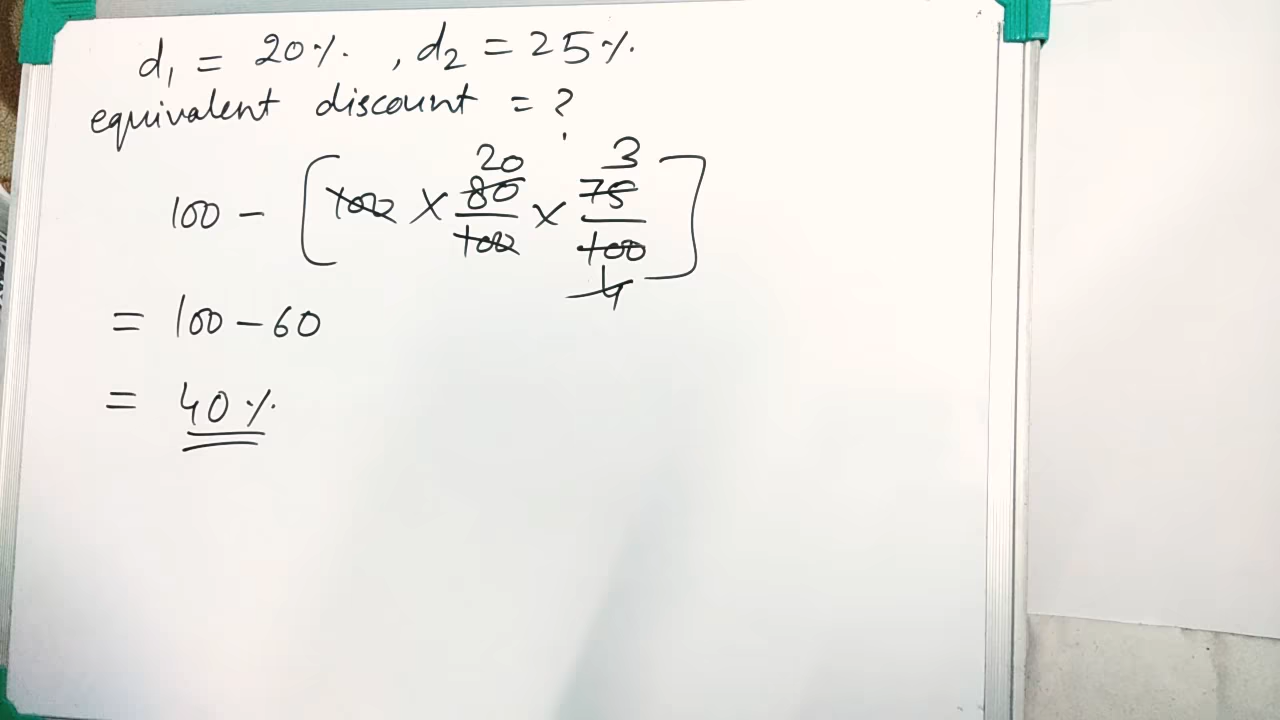 d₁ = 20%. , d₂ = 25%.
equivalent discount = ?
20 3
100 - [ 100 × 80/100 × 75/100 ]
4
= 100 - 60
= 40%